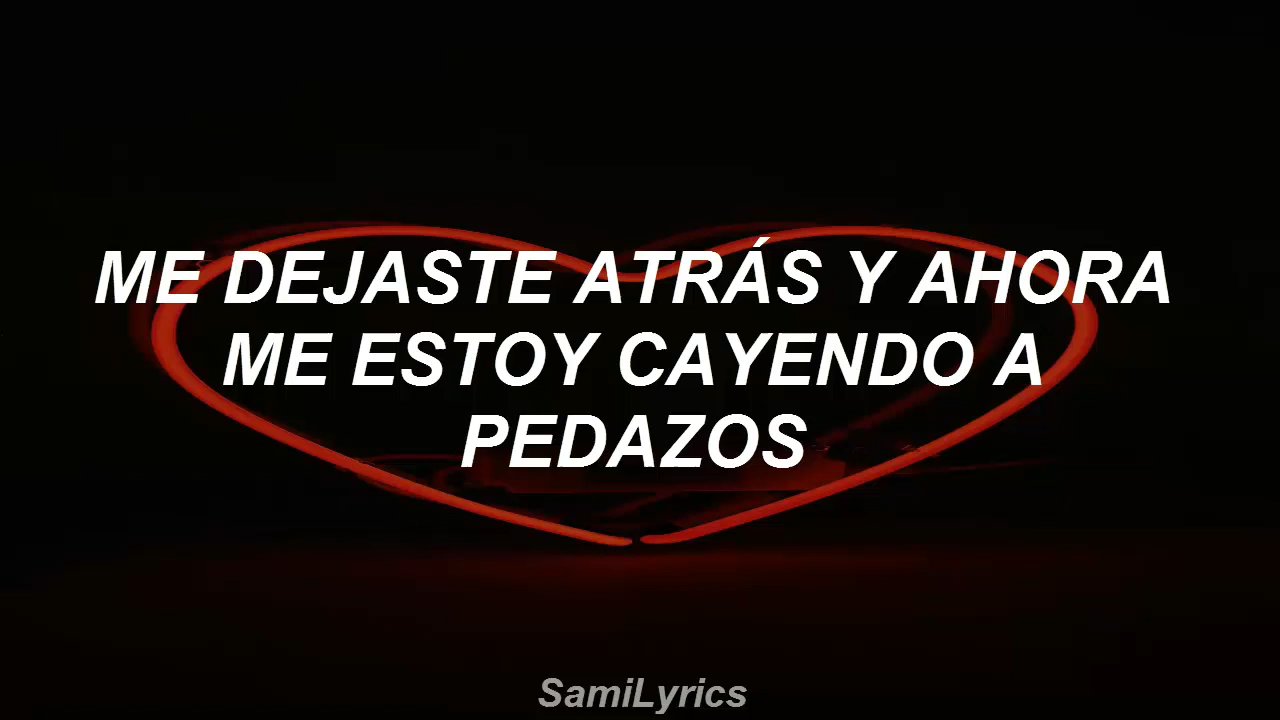 ME DEJASTE ATRÁS Y AHORA
ME ESTOY CAYENDO A
PEDAZOS
SamiLyrics